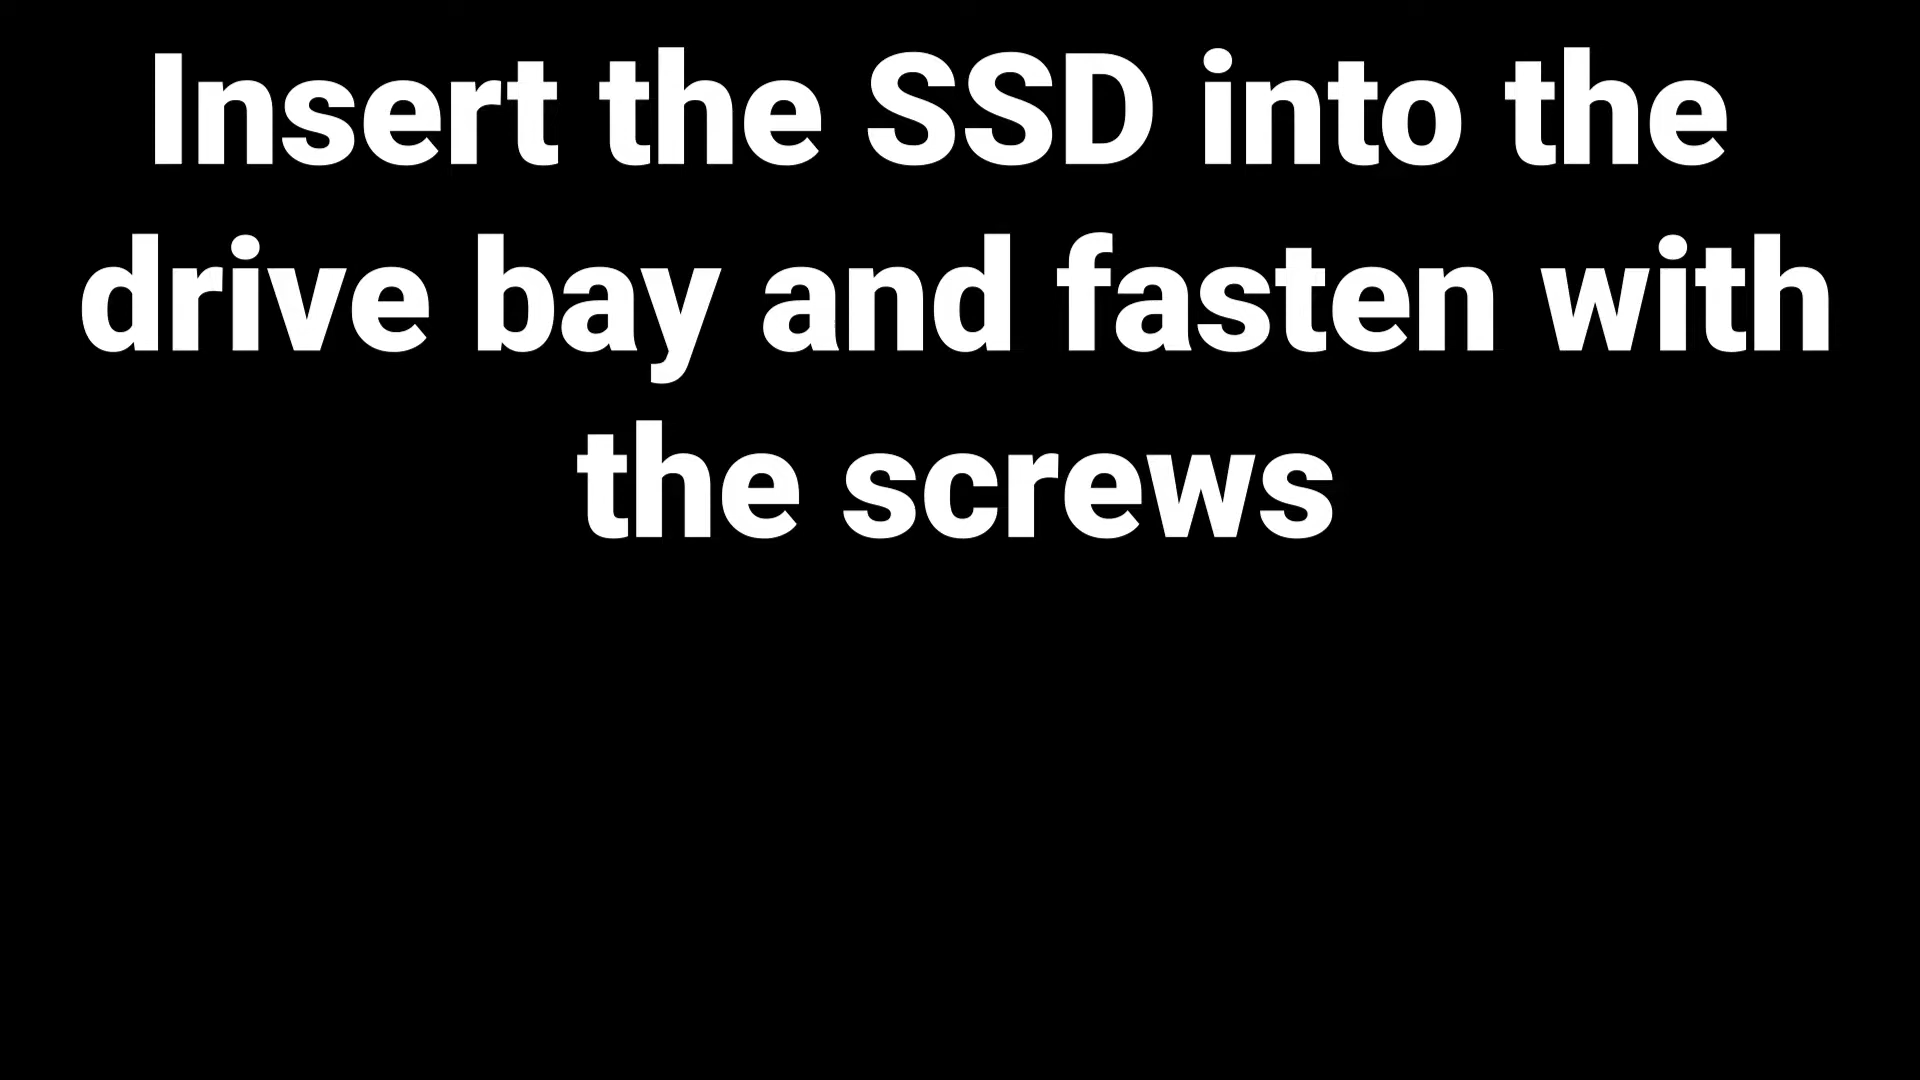 Insert the SSD into the
drive bay and fasten with
the screws